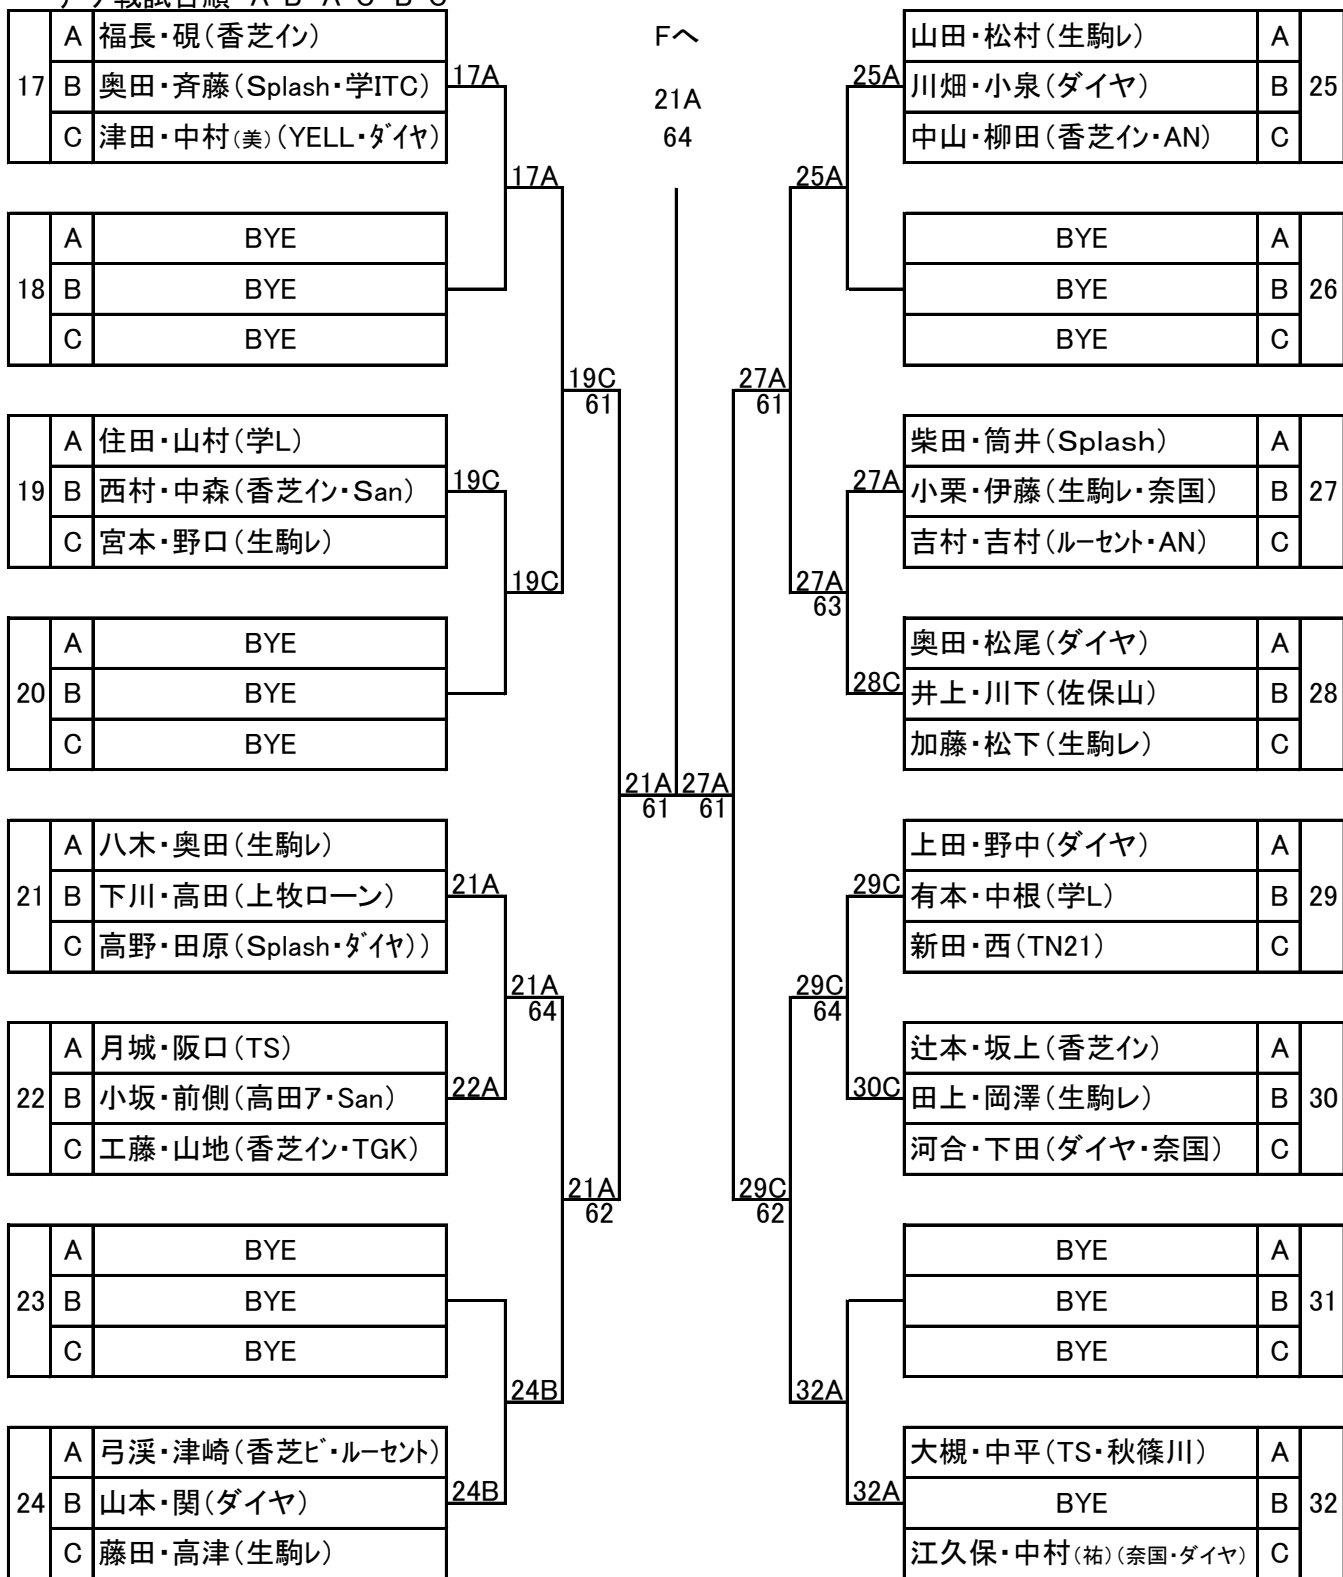 A 福長・硯(香芝イン)
17 B 奥田・斉藤(Splash・学ITC) 17A
C 津田・中村(美)(YELL・ダイヤ)
17A
A BYE
18 B BYE
C BYE
19C
61
A 住田・山村(学L)
19 B 西村・中森(香芝イン・San) 19C
C 宮本・野口(生駒レ)
19C
A BYE
20 B BYE
C BYE
21A
61
A 八木・奥田(生駒レ)
21 B 下川・高田(上牧ローン) 21A
C 高野・田原(Splash・ダイヤ))
21A
64
A 月城・阪口(TS)
22 B 小坂・前側(高田ア・San) 22A
C 工藤・山地(香芝イン・TGK)
21A
62
A BYE
23 B BYE
C BYE
24B
A 弓渓・津崎(香芝ビ・ルーセント)
24 B 山本・関(ダイヤ) 24B
C 藤田・高津(生駒レ)
Fへ
21A
64
山田・松村(生駒レ) A
25A 川畑・小泉(ダイヤ) B 25
中山・柳田(香芝イン・AN) C
25A
BYE A
BYE B 26
BYE C
27A
61
柴田・筒井(Splash) A
27A 小栗・伊藤(生駒レ・奈国) B 27
吉村・吉村(ルーセント・AN) C
27A
63
奥田・松尾(ダイヤ) A
28C 井上・川下(佐保山) B 28
加藤・松下(生駒レ) C
27A
61
上田・野中(ダイヤ) A
29C 有本・中根(学L) B 29
新田・西(TN21) C
29C
64
辻本・坂上(香芝イン) A
30C 田上・岡澤(生駒レ) B 30
河合・下田(ダイヤ・奈国) C
29C
62
BYE A
BYE B 31
BYE C
32A
大槻・中平(TS・秋篠川) A
32A BYE B 32
江久保・中村(祐)(奈国・ダイヤ) C